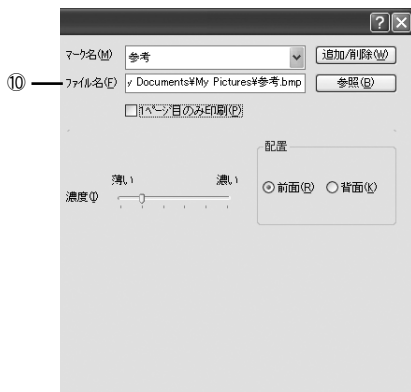 マーク名(M) 参考 追加/削除(W)
⑩ ファイル名(F) y Documents¥My Pictures¥参考.bmp 参照(B)
1ページ目のみ印刷(P)
配置
薄い 濃い
濃度(I) 前面(R) 背面(K)